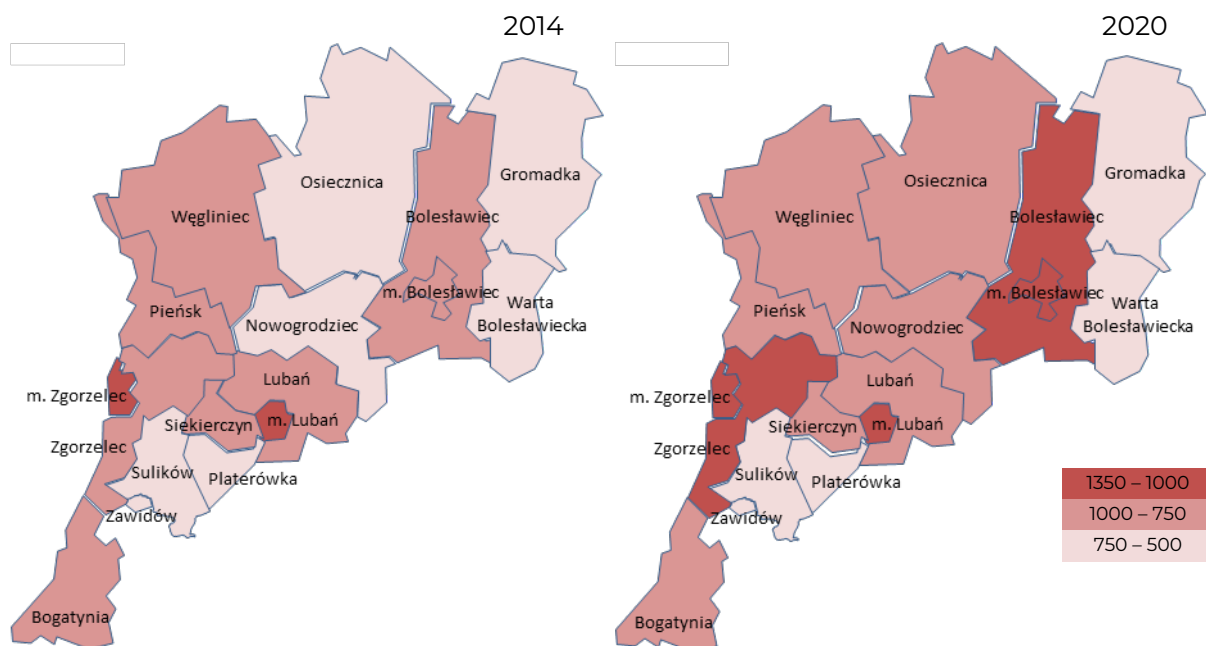 2014
Osiecznica
Gromadka
Węgliniec
Bolesławiec
m. Bolesławiec
Pieńsk
Nowogrodziec
Warta
Bolesławiecka
Lubań
m. Zgorzelec
Siekierczyn
m. Lubań
Zgorzelec
Sulików
Platerówka
Zawidów
Bogatynia
2020
Osiecznica
Gromadka
Węgliniec
Bolesławiec
m. Bolesławiec
Pieńsk
Nowogrodziec
Warta
Bolesławiecka
Lubań
m. Zgorzelec
Siekierczyn
m. Lubań
Zgorzelec
Sulików
Platerówka
Zawidów
Bogatynia
1350 – 1000
1000 – 750
750 – 500